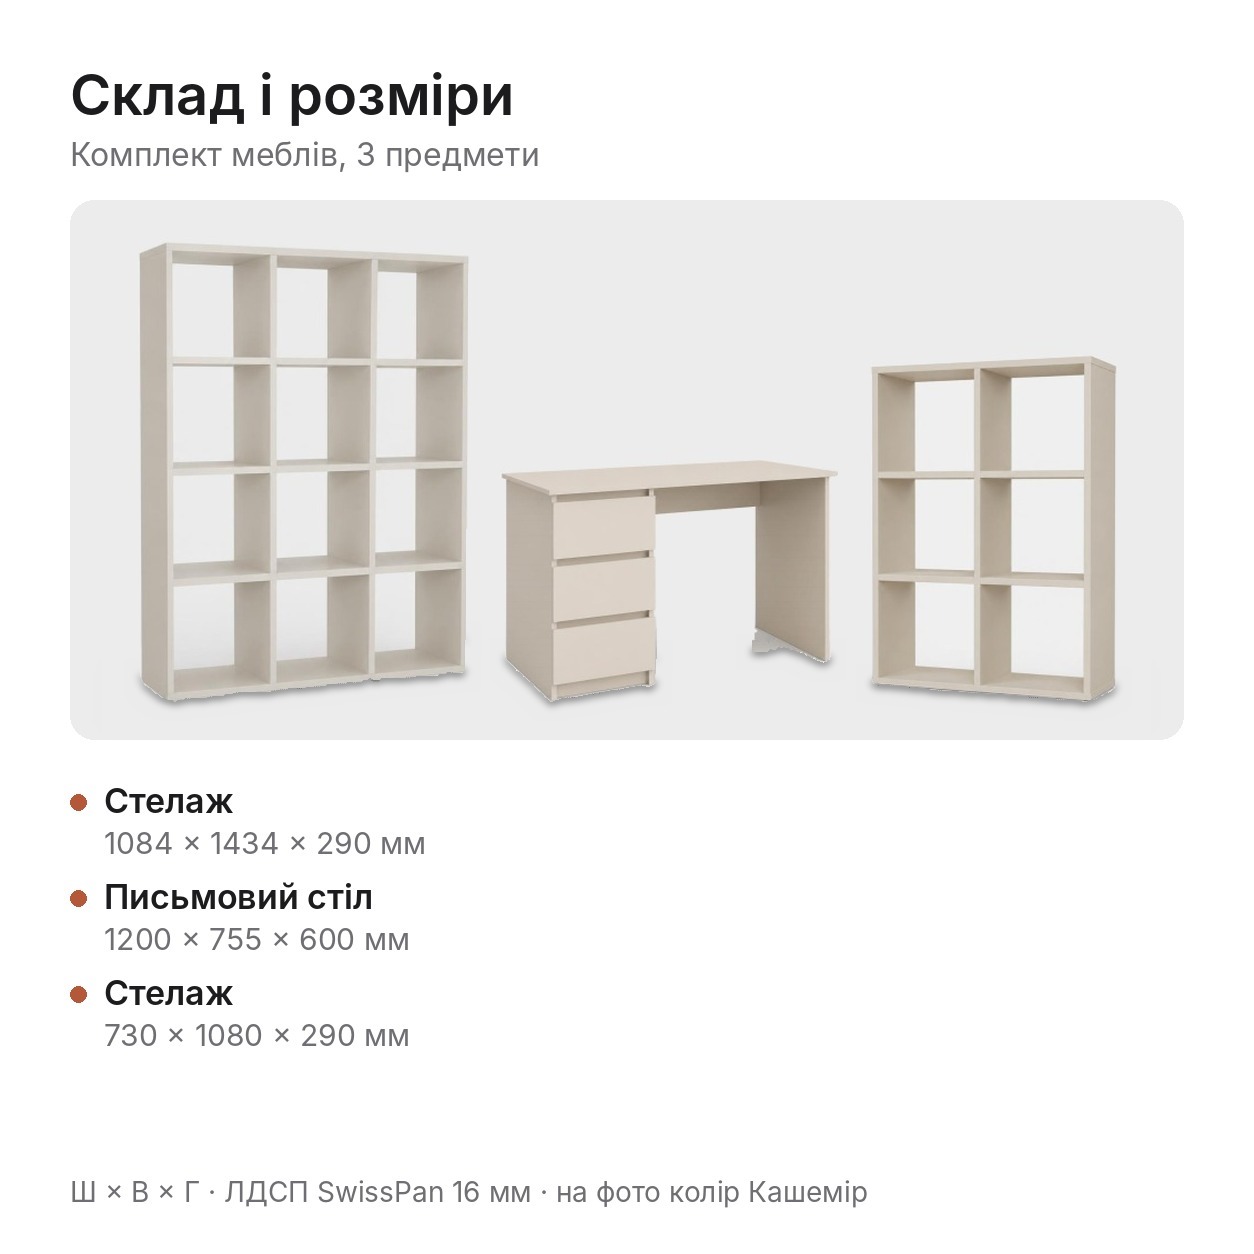 Склад і розміри
Комплект меблів, 3 предмети
Стелаж
1084 × 1434 × 290 мм
Письмовий стіл
1200 × 755 × 600 мм
Стелаж
730 × 1080 × 290 мм
Ш × В × Г · ЛДСП SwissPan 16 мм · на фото колір Кашемір